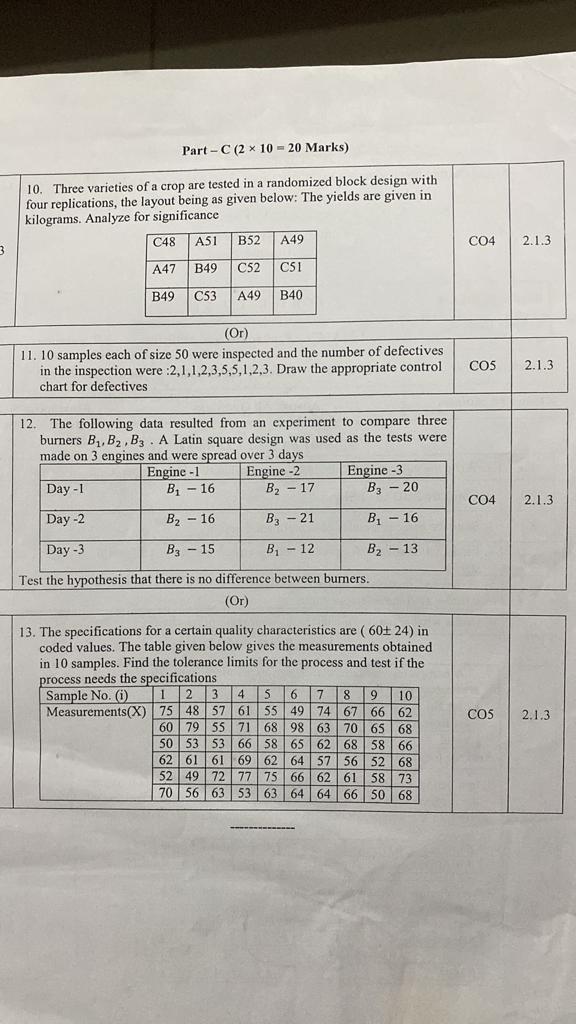 Part – C (2 × 10 = 20 Marks)
10. Three varieties of a crop are tested in a randomized block design with
four replications, the layout being as given below: The yields are given in
kilograms. Analyze for significance
C48 A51 B52 A49
A47 B49 C52 C51
B49 C53 A49 B40
CO4 2.1.3
3
(Or)
11. 10 samples each of size 50 were inspected and the number of defectives
in the inspection were :2,1,1,2,3,5,5,1,2,3. Draw the appropriate control
chart for defectives
CO5 2.1.3
12. The following data resulted from an experiment to compare three
burners B₁, B₂ , B₃ . A Latin square design was used as the tests were
made on 3 engines and were spread over 3 days
Engine -1 Engine -2 Engine -3
Day -1 B₁ – 16 B₂ – 17 B₃ – 20
Day -2 B₂ – 16 B₃ – 21 B₁ – 16
Day -3 B₃ – 15 B₁ – 12 B₂ – 13
Test the hypothesis that there is no difference between burners.
CO4 2.1.3
(Or)
13. The specifications for a certain quality characteristics are ( 60± 24) in
coded values. The table given below gives the measurements obtained
in 10 samples. Find the tolerance limits for the process and test if the
process needs the specifications
Sample No. (i) 1 2 3 4 5 6 7 8 9 10
Measurements(X) 75 48 57 61 55 49 74 67 66 62
60 79 55 71 68 98 63 70 65 68
50 53 53 66 58 65 62 68 58 66
62 61 61 69 62 64 57 56 52 68
52 49 72 77 75 66 62 61 58 73
70 56 63 53 63 64 64 66 50 68
CO5 2.1.3
--------------